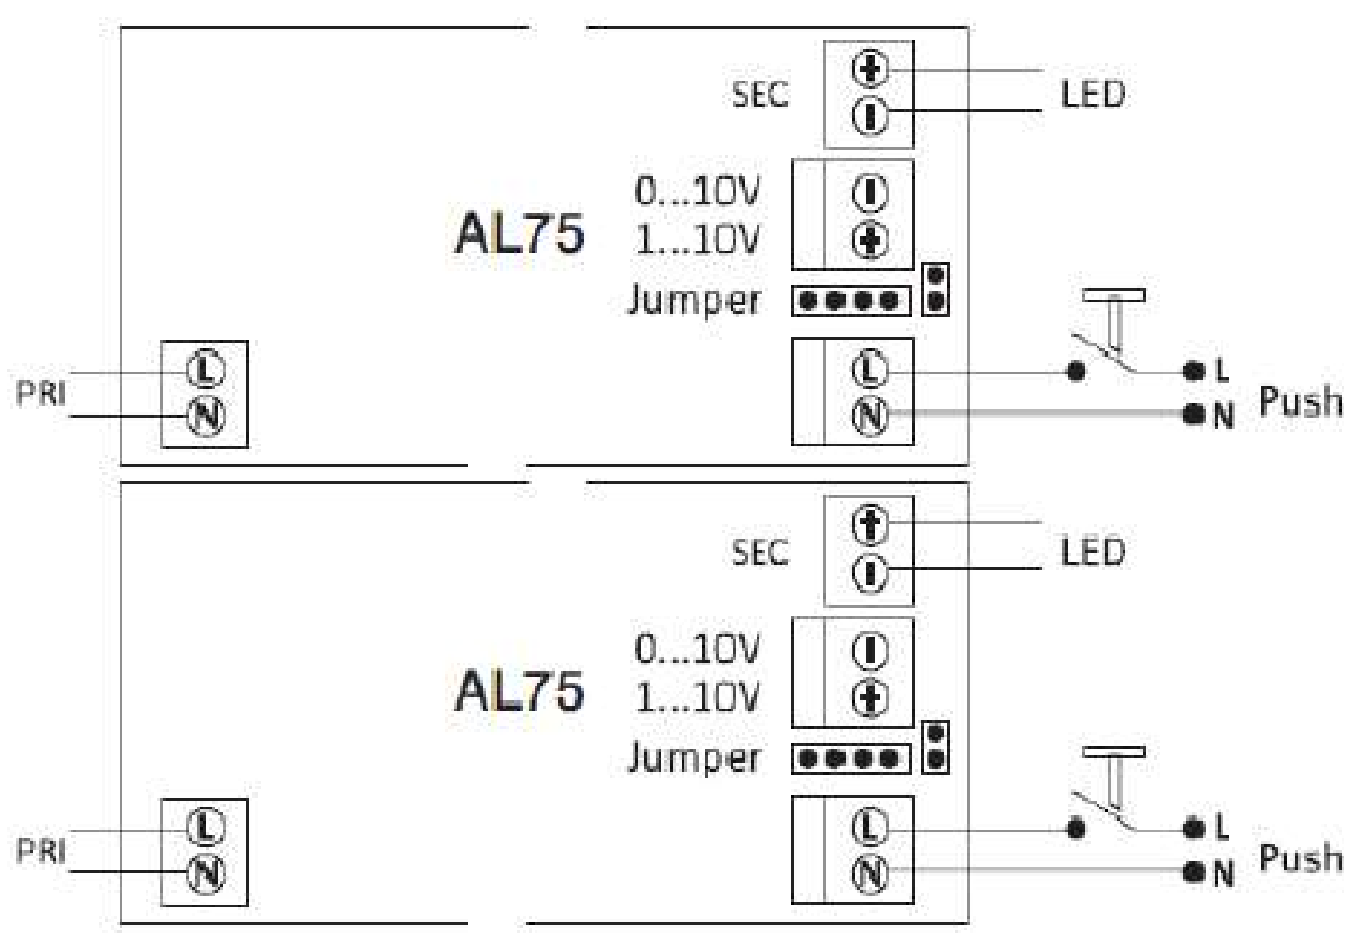 SEC
+
-
LED
0...10V
-
AL75
1...10V
+
Jumper
PRI
L
N
L
N
L
N
Push
SEC
+
-
LED
0...10V
-
AL75
1...10V
+
Jumper
PRI
L
N
L
N
L
N
Push